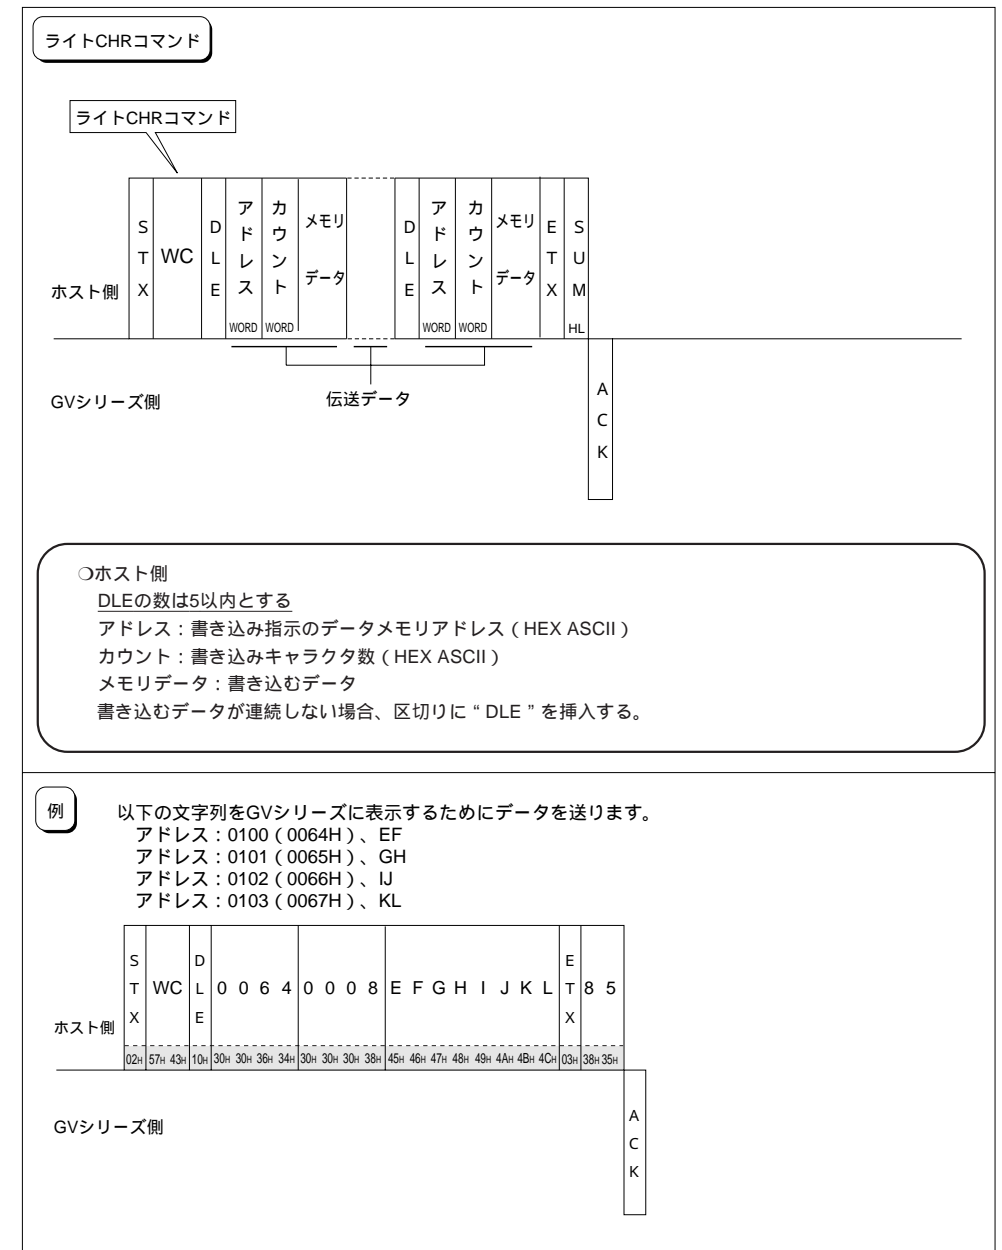 ライトCHRコマンド
ライトCHRコマンド
ホスト側
STX
WC
DLE
アドレス
WORD
カウント
WORD
メモリ
データ
DLE
アドレス
WORD
カウント
WORD
メモリ
データ
ETX
SUM
HL
伝送データ
GVシリーズ側
ACK
❍ホスト側
DLEの数は5以内とする
アドレス：書き込み指示のデータメモリアドレス（HEX ASCII）
カウント：書き込みキャラクタ数（HEX ASCII）
メモリデータ：書き込むデータ
書き込むデータが連続しない場合、区切りに“DLE”を挿入する。
例
以下の文字列をGVシリーズに表示するためにデータを送ります。
アドレス：0100（0064H）、EF
アドレス：0101（0065H）、GH
アドレス：0102（0066H）、IJ
アドレス：0103（0067H）、KL
ホスト側
STX
WC
DLE
0 0 6 4
0 0 0 8
E F G H I J K L
ETX
8 5
02H 57H 43H 10H 30H 30H 36H 34H 30H 30H 30H 38H 45H 46H 47H 48H 49H 4AH 4BH 4CH 03H 38H 35H
GVシリーズ側
ACK